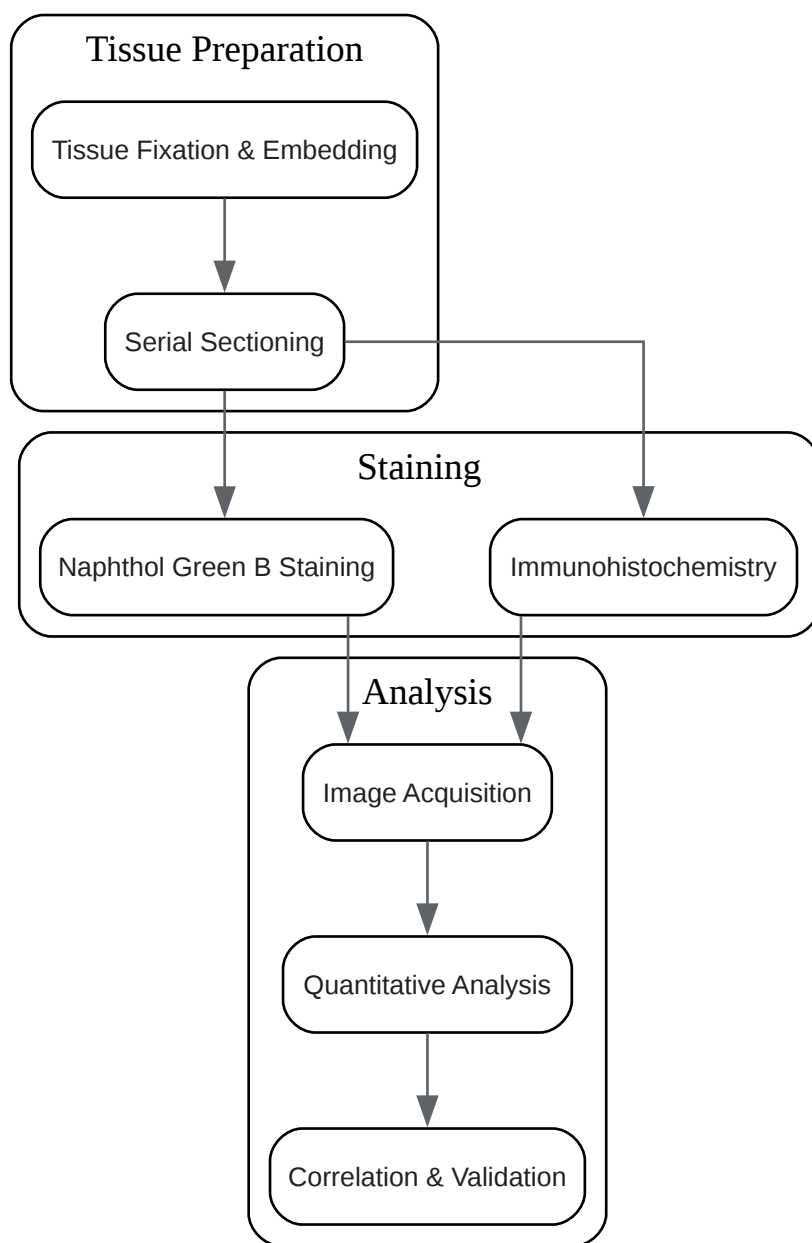 Tissue Preparation
Tissue Fixation & Embedding
Serial Sectioning
Staining
Naphthol Green B Staining
Immunohistochemistry
Analysis
Image Acquisition
Quantitative Analysis
Correlation & Validation